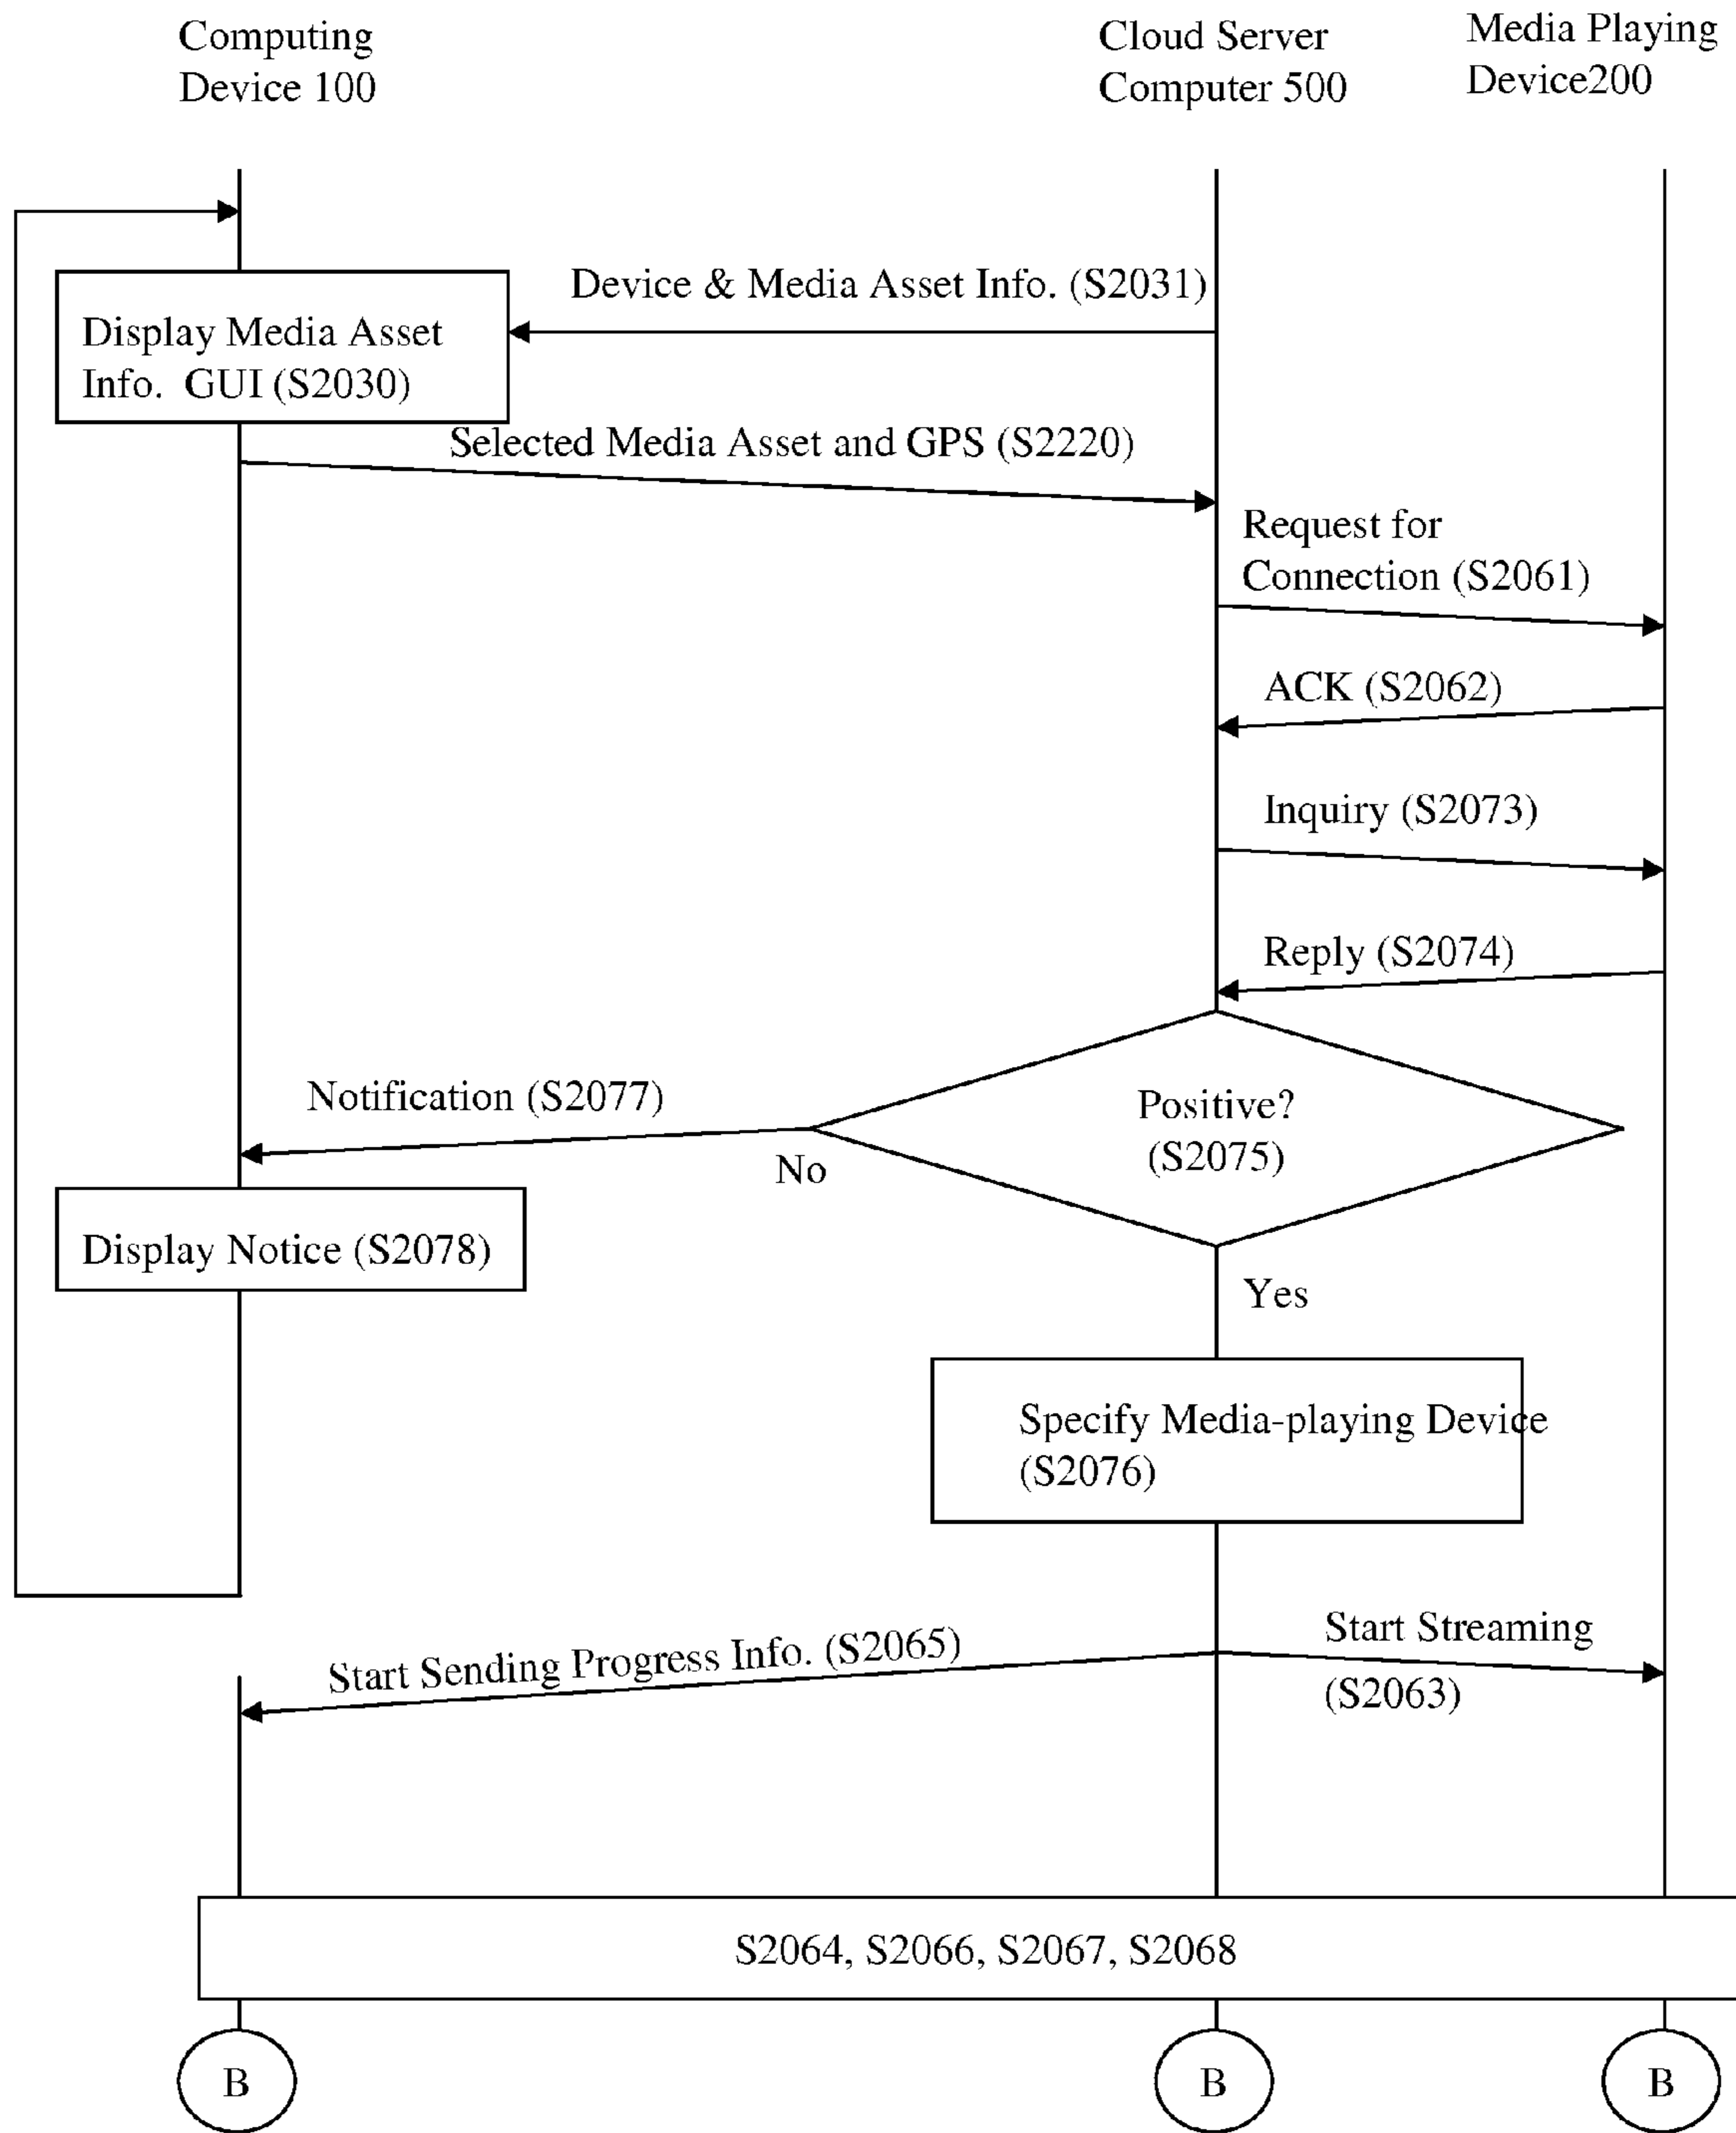 Computing
Device 100
Cloud Server
Computer 500
Media Playing
Device200
Device & Media Asset Info. (S2031)
Display Media Asset
Info. GUI (S2030)
Selected Media Asset and GPS (S2220)
Request for
Connection (S2061)
ACK (S2062)
Inquiry (S2073)
Reply (S2074)
Notification (S2077)
Positive?
(S2075)
No
Display Notice (S2078)
Yes
Specify Media-playing Device
(S2076)
Start Sending Progress Info. (S2065)
Start Streaming
(S2063)
S2064, S2066, S2067, S2068
B
B
B